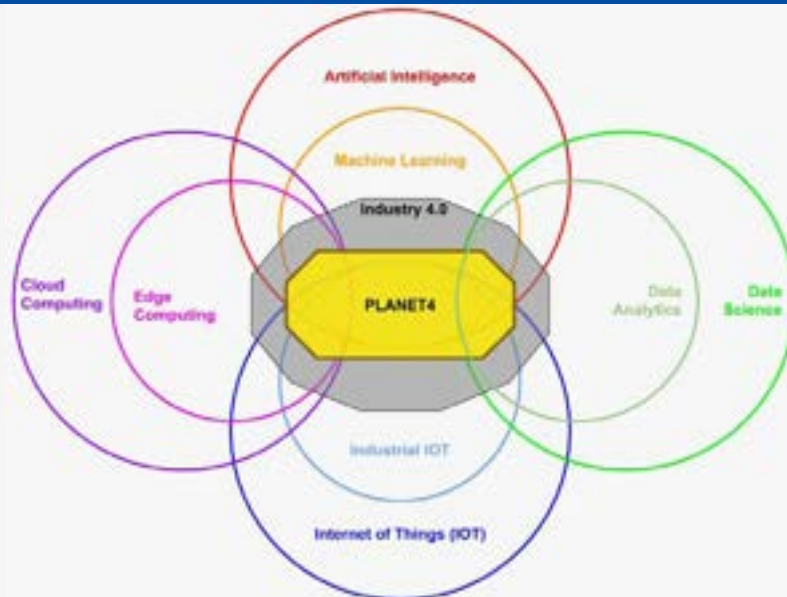 Artificial Intelligence
Machine Learning
Industry 4.0
Cloud
Computing
Edge
Computing
PLANET4
Data
Analytics
Data
Science
Industrial IOT
Internet of Things (IOT)